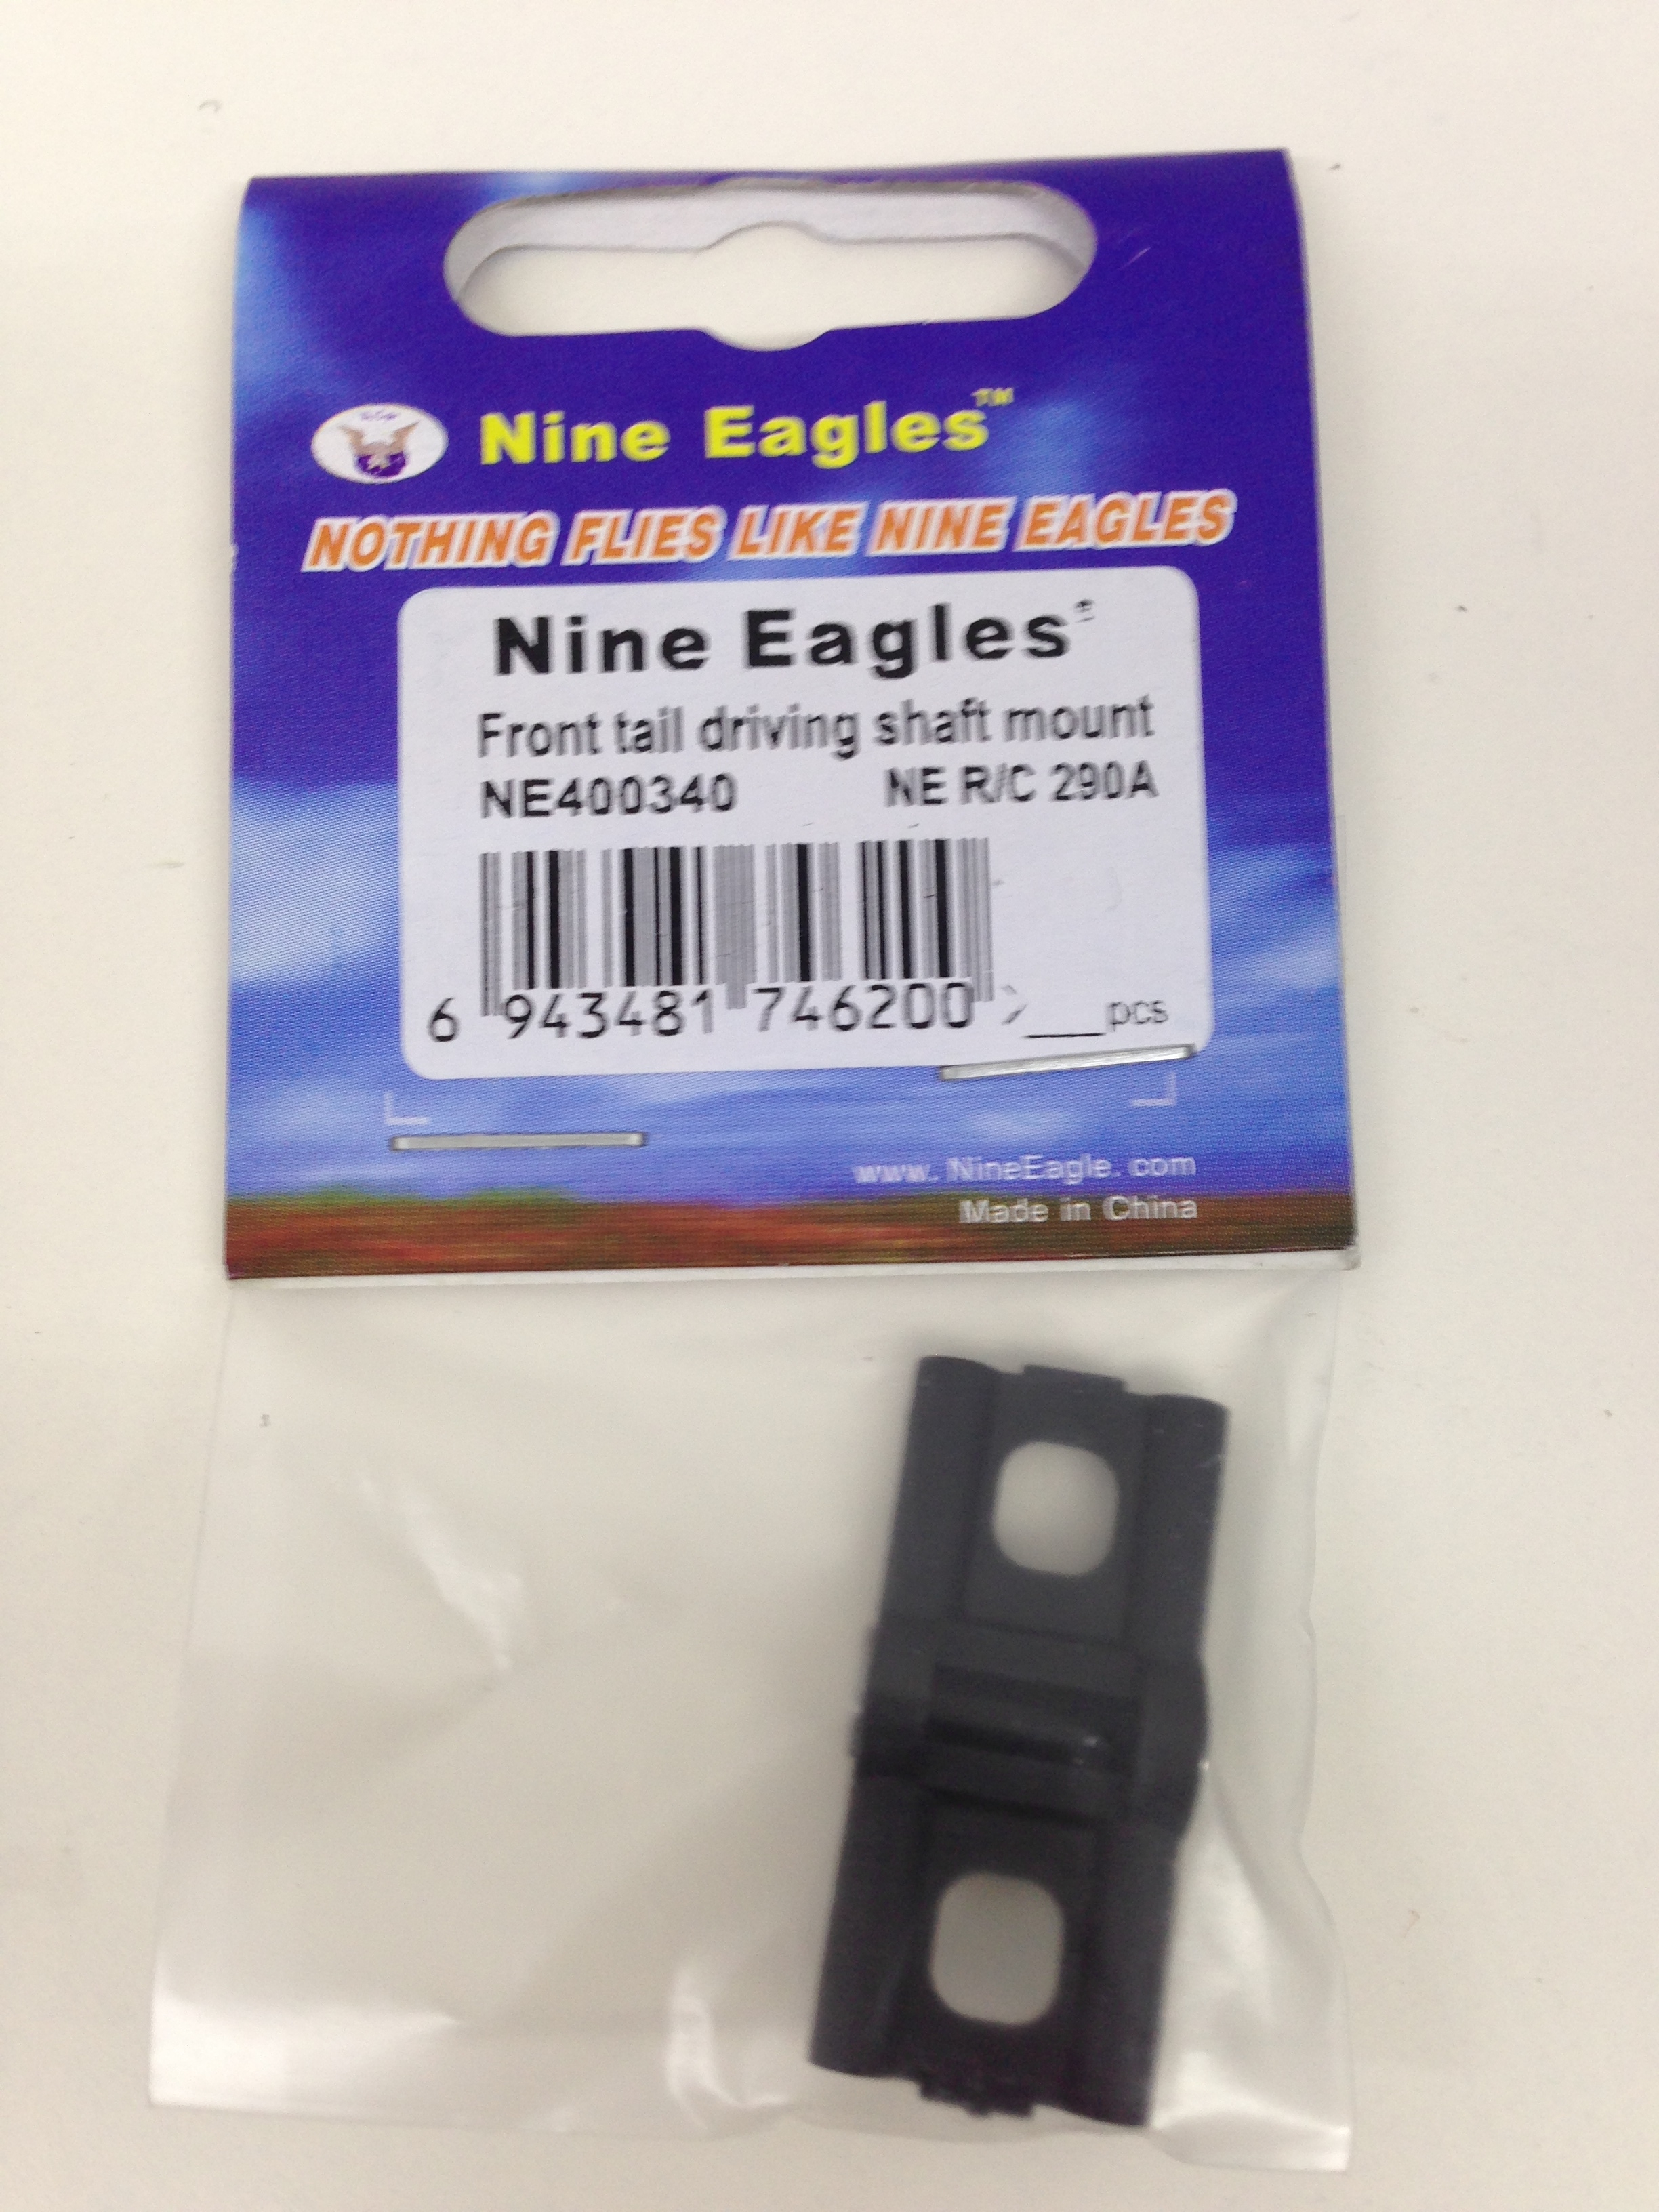 Nine Eagles™
NOTHING FLIES LIKE NINE EAGLES
Nine Eagles
Front tail driving shaft mount
NE400340 NE R/C 290A
6 943481 746200 > ___pcs
www. NineEagle. com
Made in China